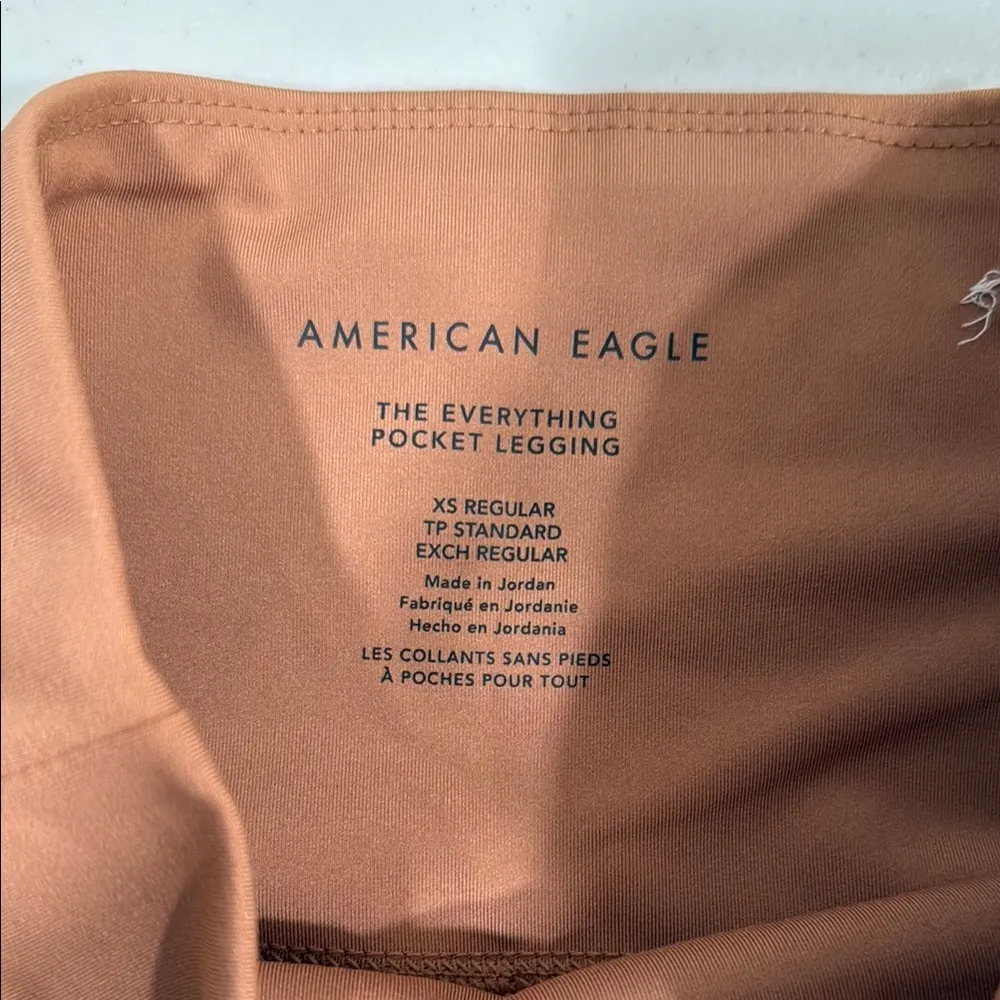 AMERICAN EAGLE
THE EVERYTHING
POCKET LEGGING
XS REGULAR
TP STANDARD
EXCH REGULAR
Made in Jordan
Fabriqué en Jordanie
Hecho en Jordania
LES COLLANTS SANS PIEDS
À POCHES POUR TOUT